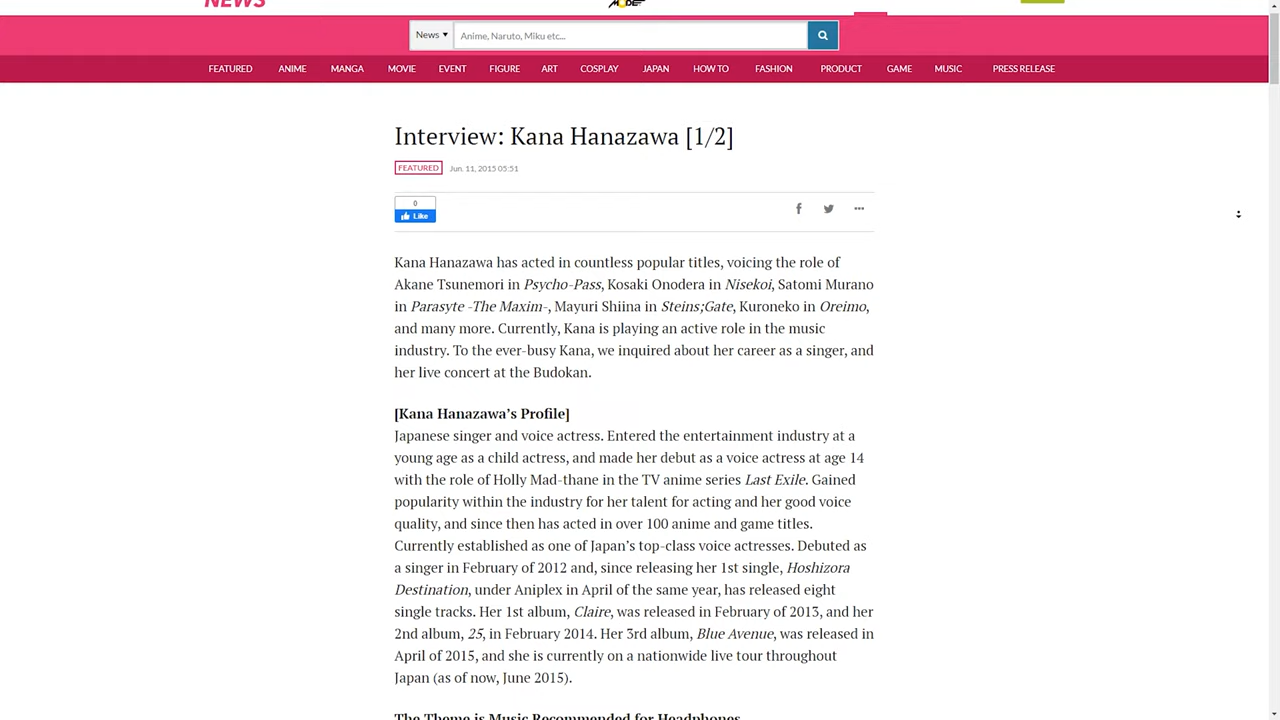 NEWS
MODE
News
Anime, Naruto, Miku etc...
FEATURED ANIME MANGA MOVIE EVENT FIGURE ART COSPLAY JAPAN HOW TO FASHION PRODUCT GAME MUSIC PRESS RELEASE
Interview: Kana Hanazawa [1/2]
FEATURED Jun. 11, 2015 05:51
0
Like
Kana Hanazawa has acted in countless popular titles, voicing the role of
Akane Tsunemori in Psycho-Pass, Kosaki Onodera in Nisekoi, Satomi Murano
in Parasyte -The Maxim-, Mayuri Shiina in Steins;Gate, Kuroneko in Oreimo,
and many more. Currently, Kana is playing an active role in the music
industry. To the ever-busy Kana, we inquired about her career as a singer, and
her live concert at the Budokan.
[Kana Hanazawa’s Profile]
Japanese singer and voice actress. Entered the entertainment industry at a
young age as a child actress, and made her debut as a voice actress at age 14
with the role of Holly Mad-thane in the TV anime series Last Exile. Gained
popularity within the industry for her talent for acting and her good voice
quality, and since then has acted in over 100 anime and game titles.
Currently established as one of Japan’s top-class voice actresses. Debuted as
a singer in February of 2012 and, since releasing her 1st single, Hoshizora
Destination, under Aniplex in April of the same year, has released eight
single tracks. Her 1st album, Claire, was released in February of 2013, and her
2nd album, 25, in February 2014. Her 3rd album, Blue Avenue, was released in
April of 2015, and she is currently on a nationwide live tour throughout
Japan (as of now, June 2015).
The Theme is Music Recommended for Headphones